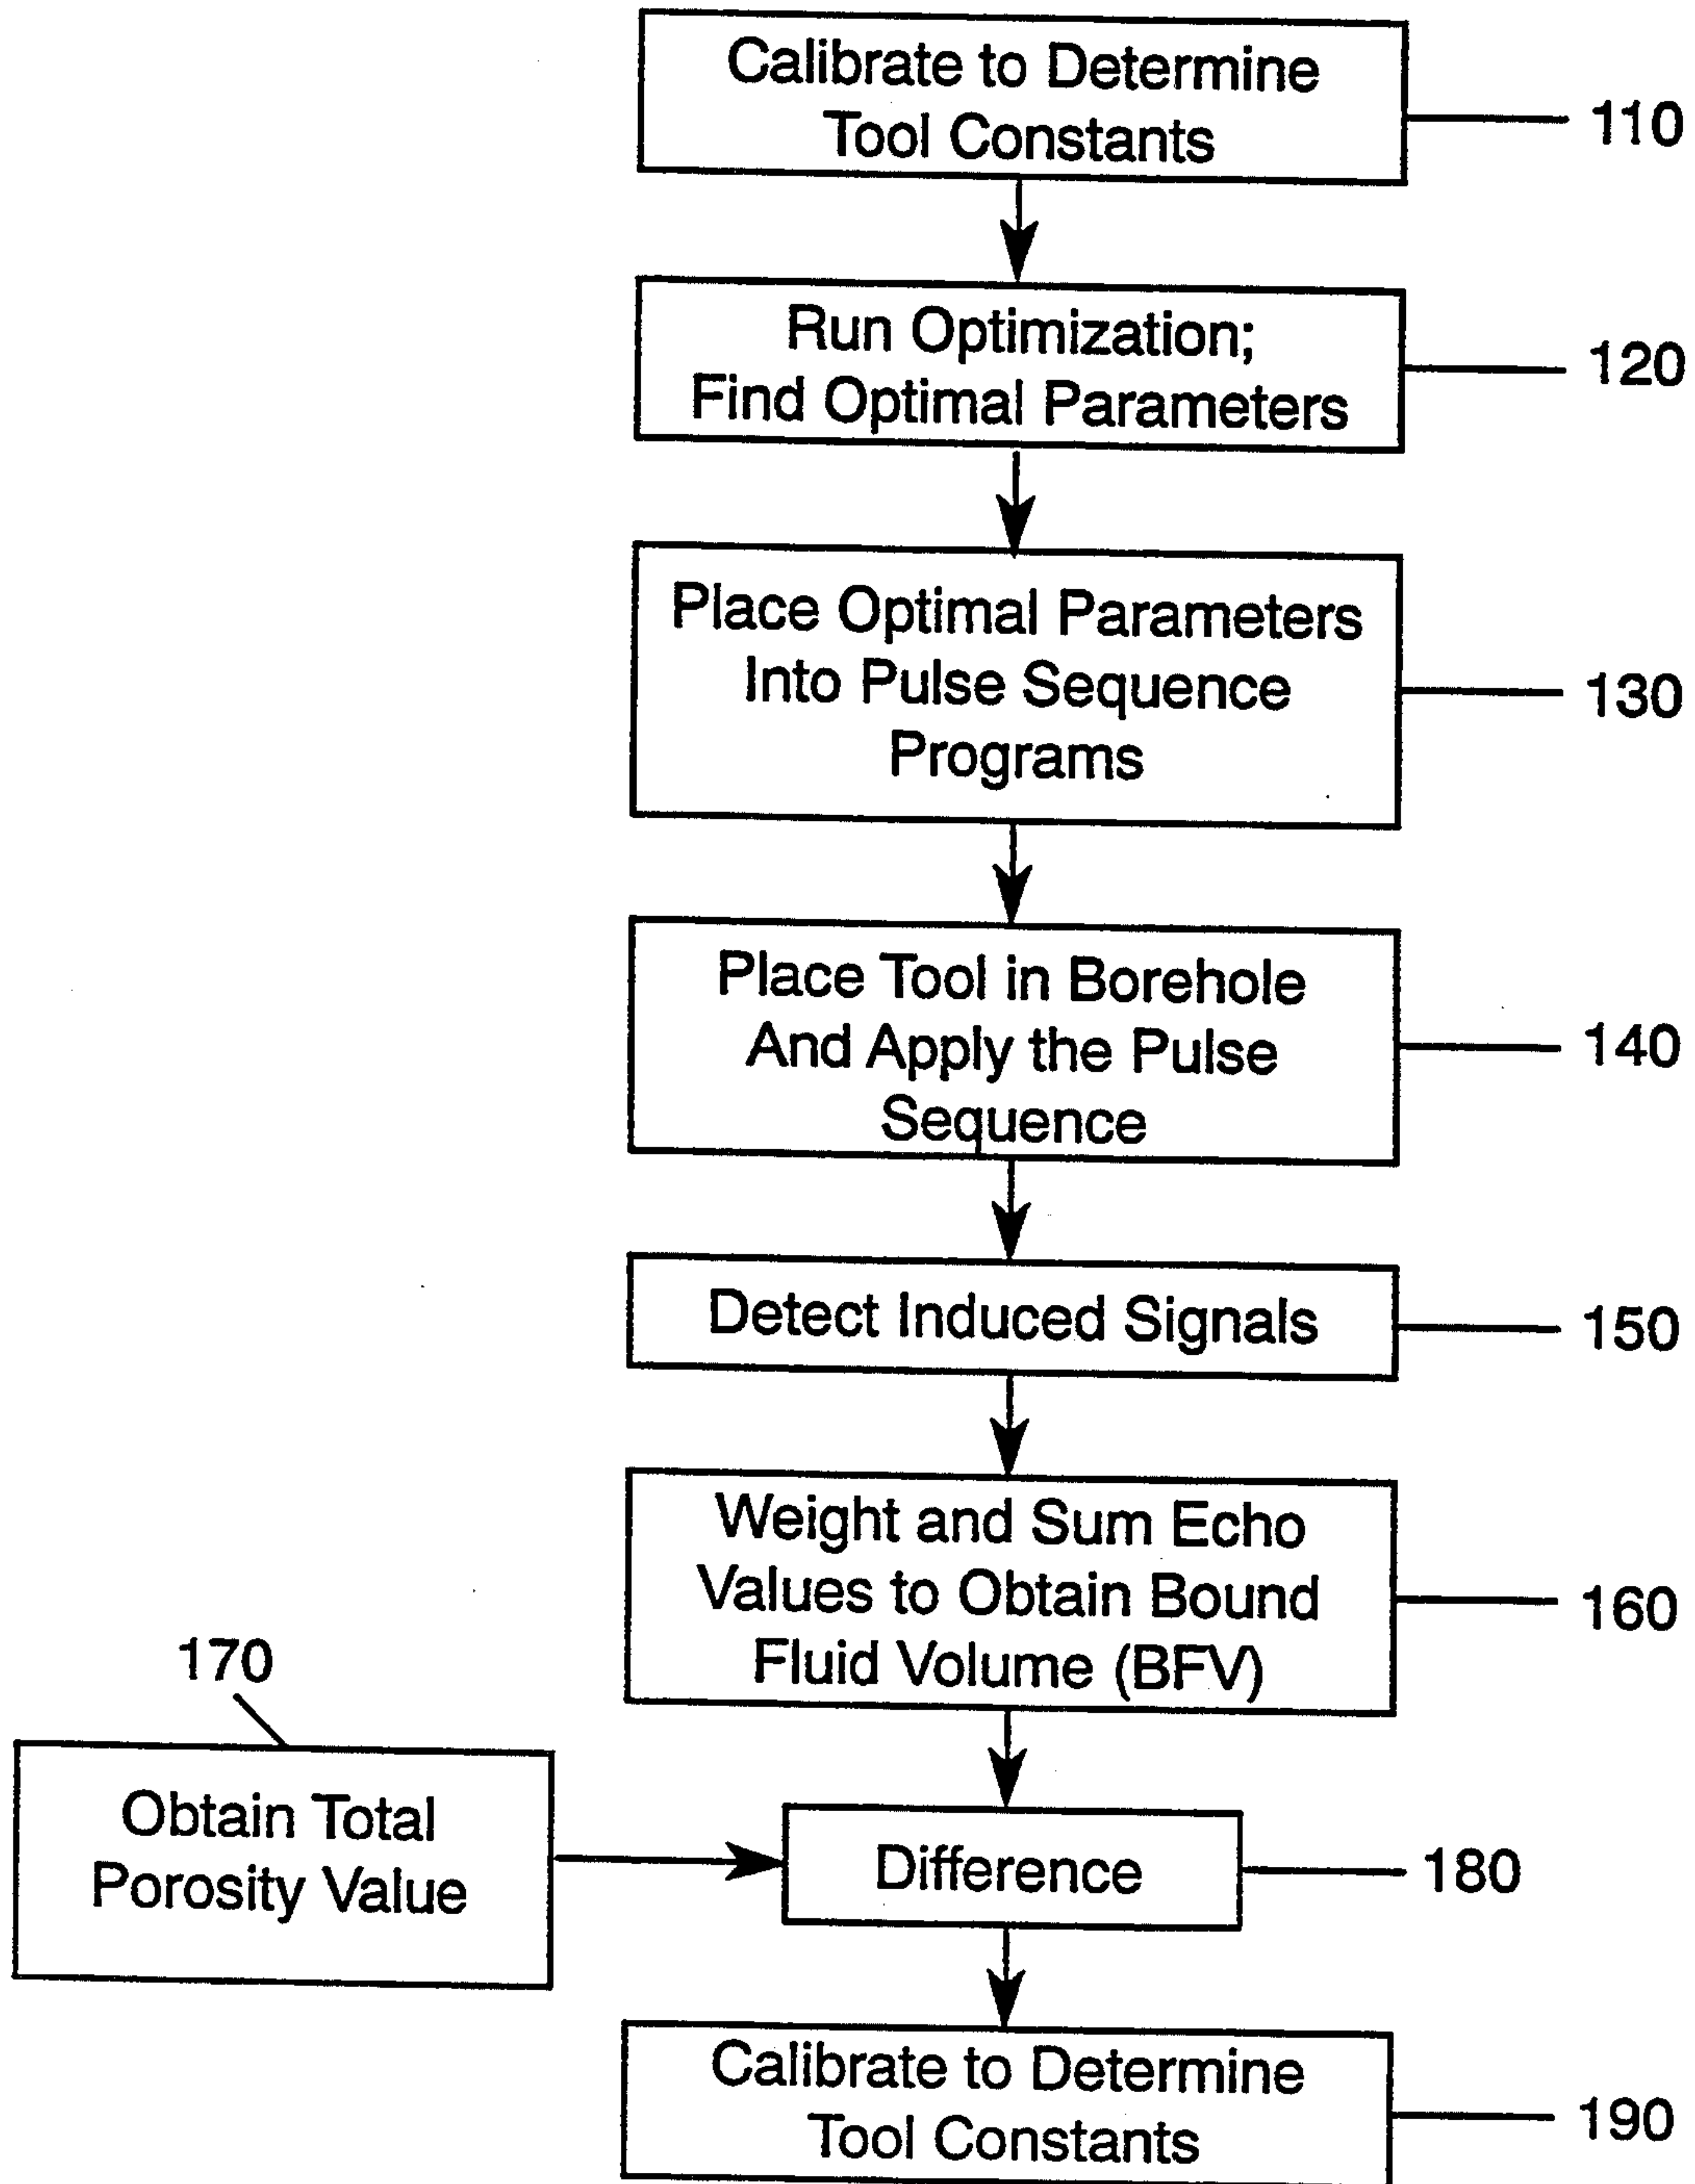 Calibrate to Determine
Tool Constants
110
Run Optimization;
Find Optimal Parameters
120
Place Optimal Parameters
Into Pulse Sequence
Programs
130
Place Tool in Borehole
And Apply the Pulse
Sequence
140
Detect Induced Signals
150
Weight and Sum Echo
Values to Obtain Bound
Fluid Volume (BFV)
160
170
Obtain Total
Porosity Value
Difference
180
Calibrate to Determine
Tool Constants
190